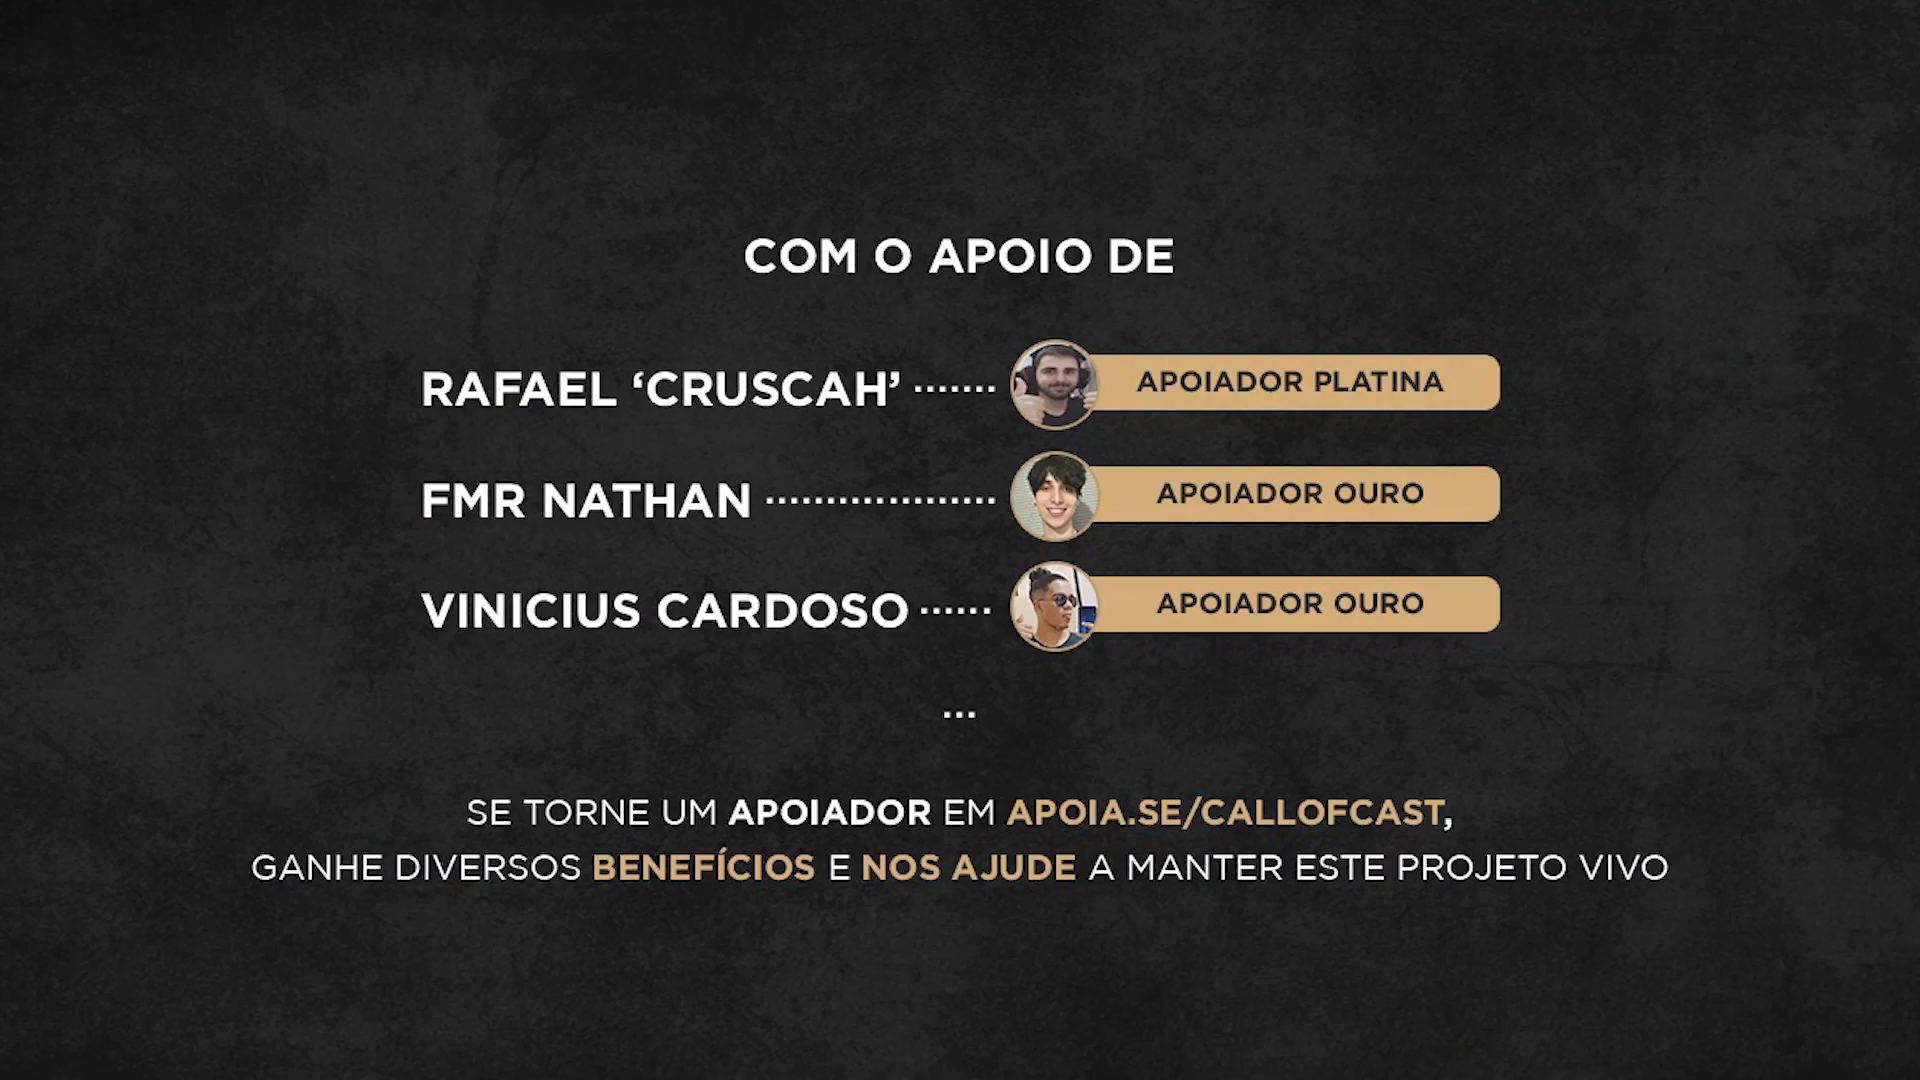 COM O APOIO DE
RAFAEL ‘CRUSCAH’ ....... APOIADOR PLATINA
FMR NATHAN ................... APOIADOR OURO
VINICIUS CARDOSO ...... APOIADOR OURO
...
SE TORNE UM APOIADOR EM APOIA.SE/CALLOFCAST,
GANHE DIVERSOS BENEFÍCIOS E NOS AJUDE A MANTER ESTE PROJETO VIVO